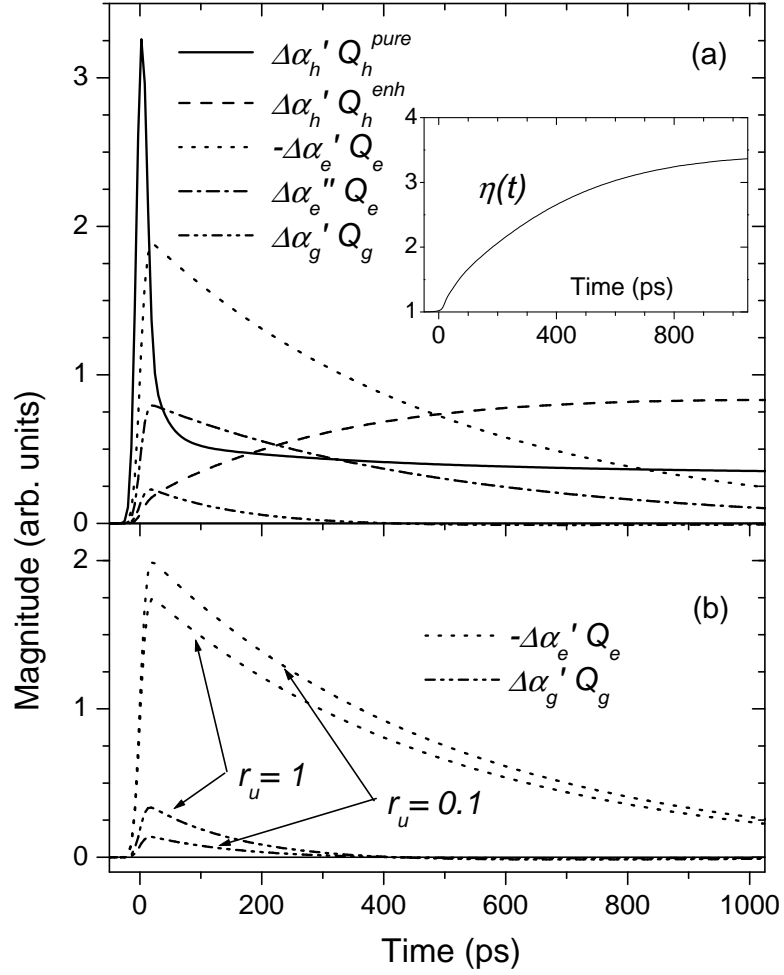 (a)
Δα_h' Q_h^pure
Δα_h' Q_h^enh
-Δα_e' Q_e
Δα_e'' Q_e
Δα_g' Q_g
3
2
1
0
4
3
2
1
η(t)
Time (ps)
0 400 800
Magnitude (arb. units)
(b)
-Δα_e' Q_e
Δα_g' Q_g
r_u= 1
r_u= 0.1
2
1
0
0 200 400 600 800 1000
Time (ps)